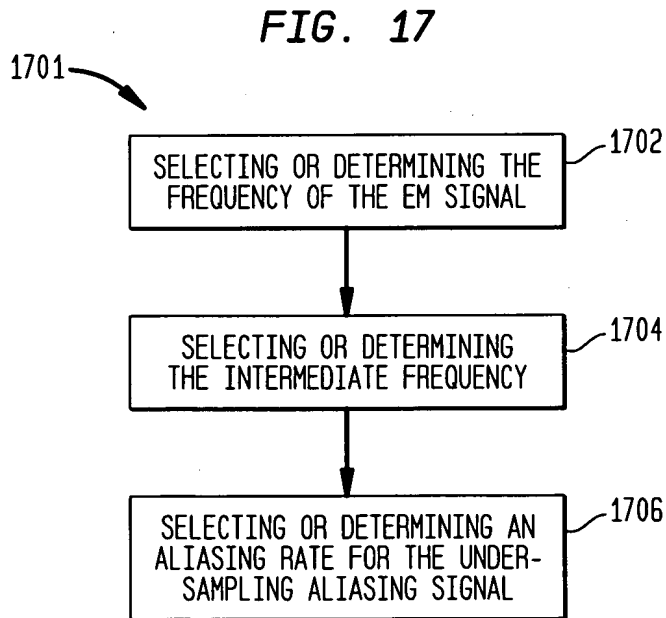 FIG. 17
1701
SELECTING OR DETERMINING THE
FREQUENCY OF THE EM SIGNAL
1702
SELECTING OR DETERMINING
THE INTERMEDIATE FREQUENCY
1704
SELECTING OR DETERMINING AN
ALIASING RATE FOR THE UNDER-
SAMPLING ALIASING SIGNAL
1706